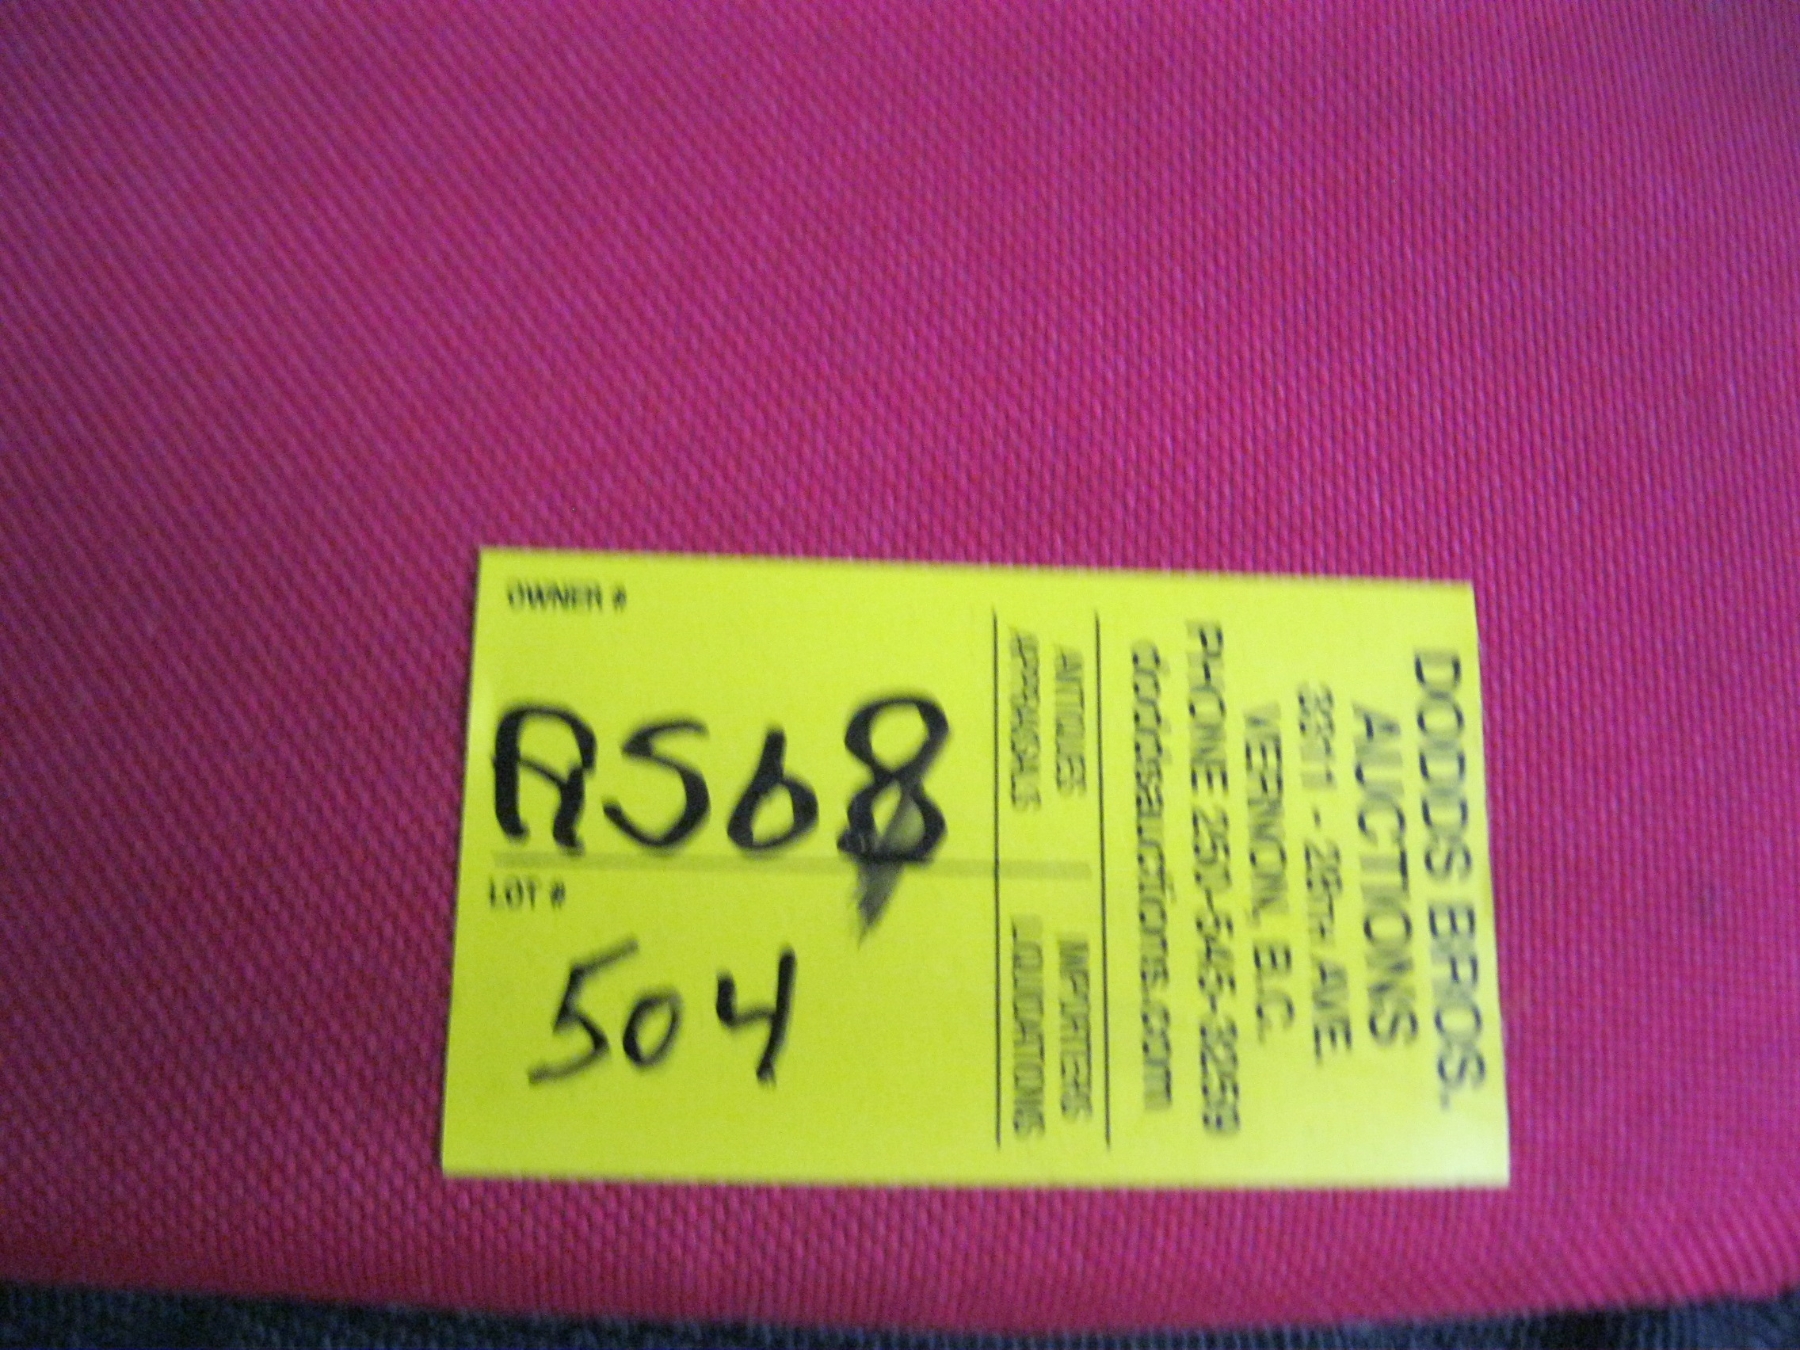 OWNER #
A568
LOT #
504
ANTIQUES IMPORTERS
APPRAISALS LIQUIDATIONS
DODDS BROS.
AUCTIONS
3311 - 28TH AVE
VERNON, B.C.
PHONE 250-545-3259
doddsauctions.com